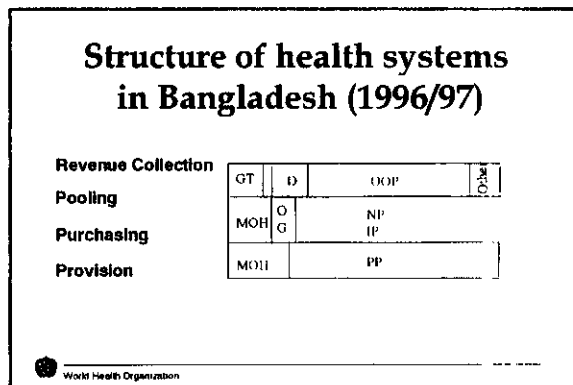 Structure of health systems
in Bangladesh (1996/97)
Revenue Collection
GT D OOP Other
Pooling
MOH O G NP IP
Purchasing
Provision
MOH PP
World Health Organization